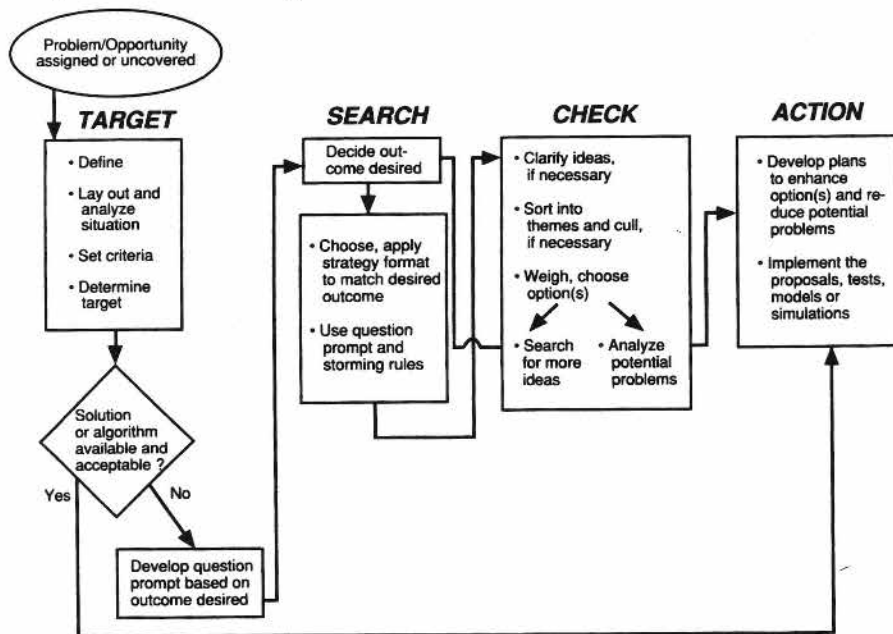 Problem/Opportunity
assigned or uncovered
TARGET
• Define
• Lay out and
analyze
situation
• Set criteria
• Determine
target
Solution
or algorithm
available and
acceptable ?
Yes
No
Develop question
prompt based on
outcome desired
SEARCH
Decide out-
come desired
• Choose, apply
strategy format
to match desired
outcome
• Use question
prompt and
storming rules
CHECK
• Clarify ideas,
if necessary
• Sort into
themes and cull,
if necessary
• Weigh, choose
option(s)
• Search
for more
ideas
• Analyze
potential
problems
ACTION
• Develop plans
to enhance
option(s) and re-
duce potential
problems
• Implement the
proposals, tests,
models or
simulations